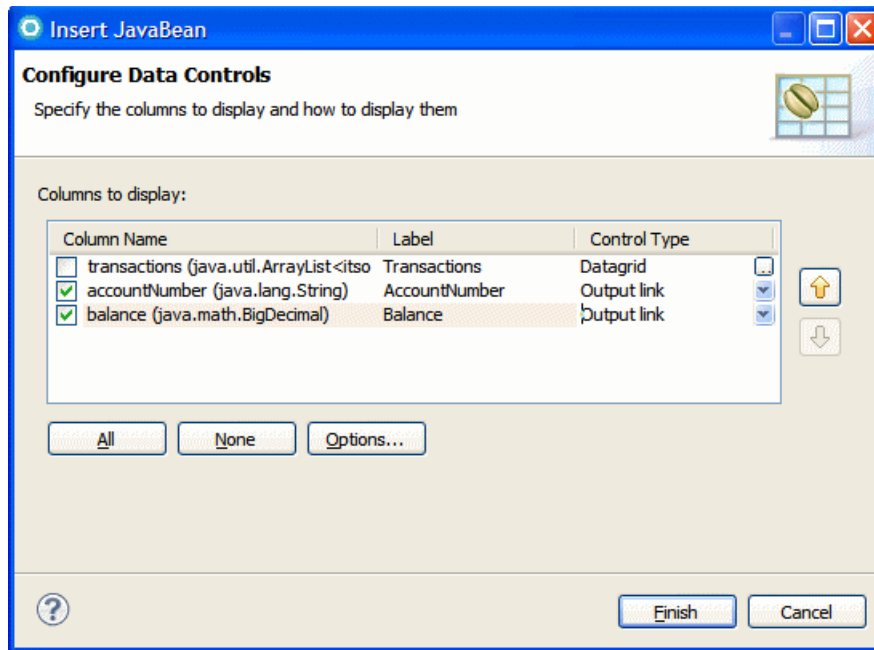 Insert JavaBean
Configure Data Controls
Specify the columns to display and how to display them
Columns to display:
Column Name Label Control Type
transactions (java.util.ArrayList<itso Transactions Datagrid ...
accountNumber (java.lang.String) AccountNumber Output link
balance (java.math.BigDecimal) Balance Output link
All None Options...
? Finish Cancel